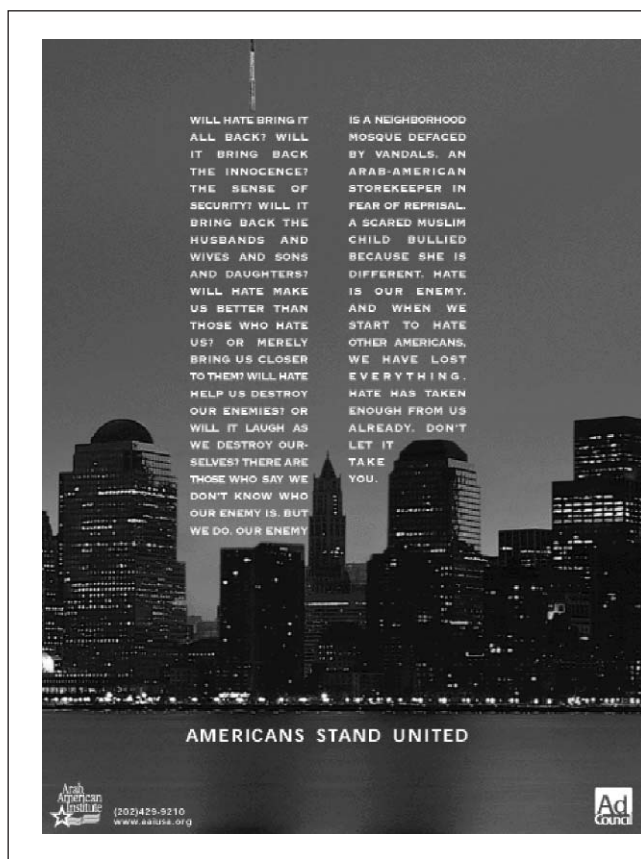 WILL HATE BRING IT
ALL BACK? WILL
IT BRING BACK
THE INNOCENCE?
THE SENSE OF
SECURITY? WILL IT
BRING BACK THE
HUSBANDS AND
WIVES AND SONS
AND DAUGHTERS?
WILL HATE MAKE
US BETTER THAN
THOSE WHO HATE
US? OR MERELY
BRING US CLOSER
TO THEM? WILL HATE
HELP US DESTROY
OUR ENEMIES? OR
WILL IT LAUGH AS
WE DESTROY OUR-
SELVES? THERE ARE
THOSE WHO SAY WE
DON'T KNOW WHO
OUR ENEMY IS. BUT
WE DO. OUR ENEMY
IS A NEIGHBORHOOD
MOSQUE DEFACED
BY VANDALS. AN
ARAB-AMERICAN
STOREKEEPER IN
FEAR OF REPRISAL.
A SCARED MUSLIM
CHILD BULLIED
BECAUSE SHE IS
DIFFERENT. HATE
IS OUR ENEMY.
AND WHEN WE
START TO HATE
OTHER AMERICANS,
WE HAVE LOST
EVERYTHING.
HATE HAS TAKEN
ENOUGH FROM US
ALREADY. DON'T
LET IT
TAKE
YOU.
AMERICANS STAND UNITED
Arab
American
Institute
(202)429-9210
www.aaiusa.org
Ad
Council